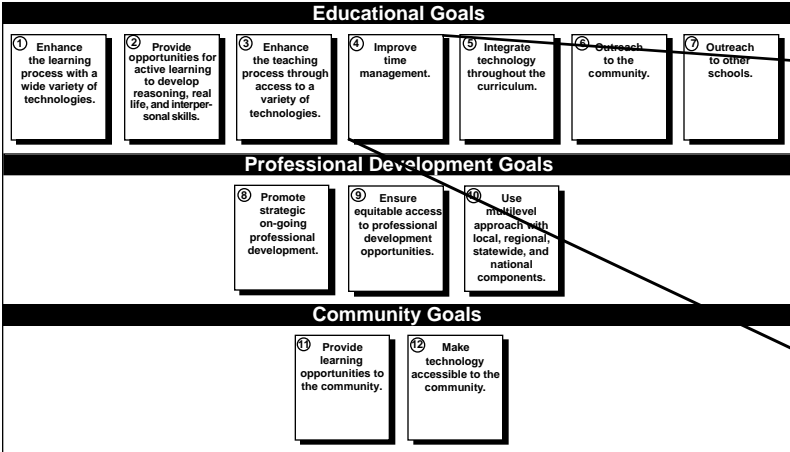 Educational Goals
1 Enhance
the learning
process with a
wide variety of
technologies.
2 Provide
opportunities for
active learning
to develop
reasoning, real
life, and interper-
sonal skills.
3 Enhance
the teaching
process through
access to a
variety of
technologies.
4 Improve
time
management.
5 Integrate
technology
throughout the
curriculum.
6 Outreach
to the
community.
7 Outreach
to other
schools.
Professional Development Goals
8 Promote
strategic
on-going
professional
development.
9 Ensure
equitable access
to professional
development
opportunities.
10 Use
multilevel
approach with
local, regional,
statewide, and
national
components.
Community Goals
11 Provide
learning
opportunities to
the community.
12 Make
technology
accessible to the
community.